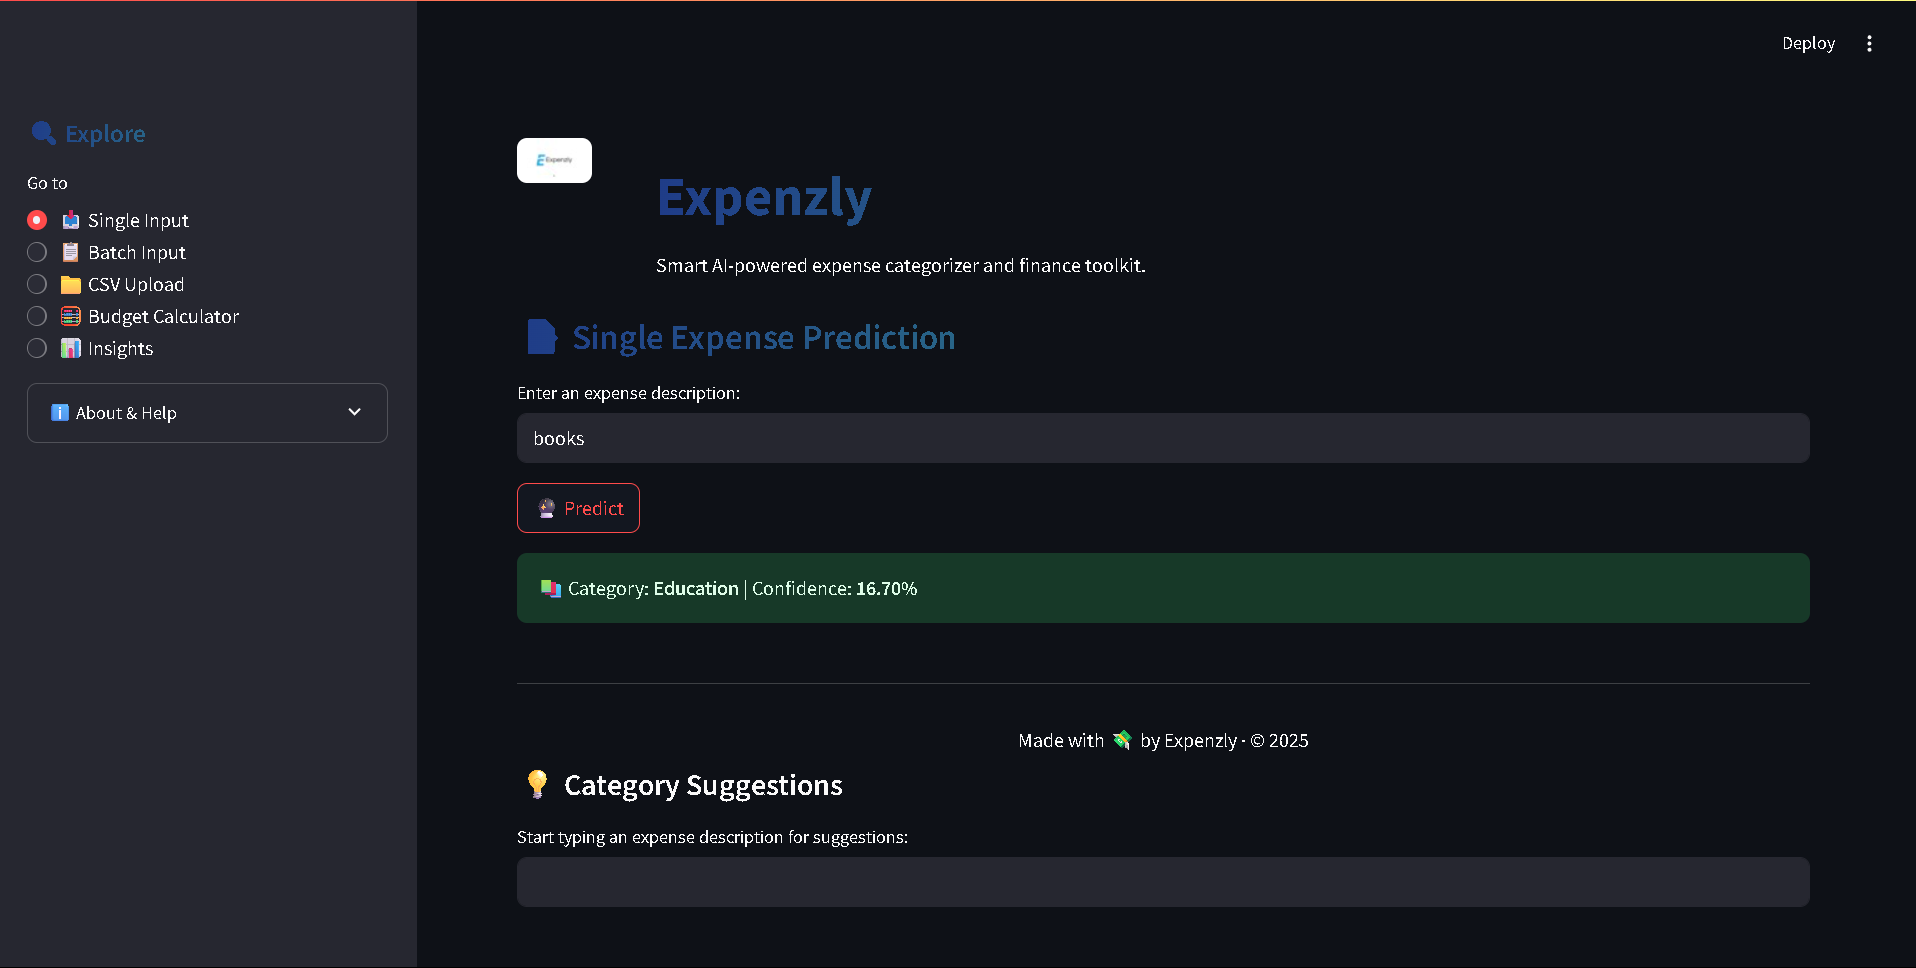 Deploy
Explore
Go to
Single Input
Batch Input
CSV Upload
Budget Calculator
Insights
About & Help
Expenzly
Expenzly
Smart AI-powered expense categorizer and finance toolkit.
Single Expense Prediction
Enter an expense description:
books
Predict
Category: Education | Confidence: 16.70%
Made with 💸 by Expenzly · © 2025
Category Suggestions
Start typing an expense description for suggestions: